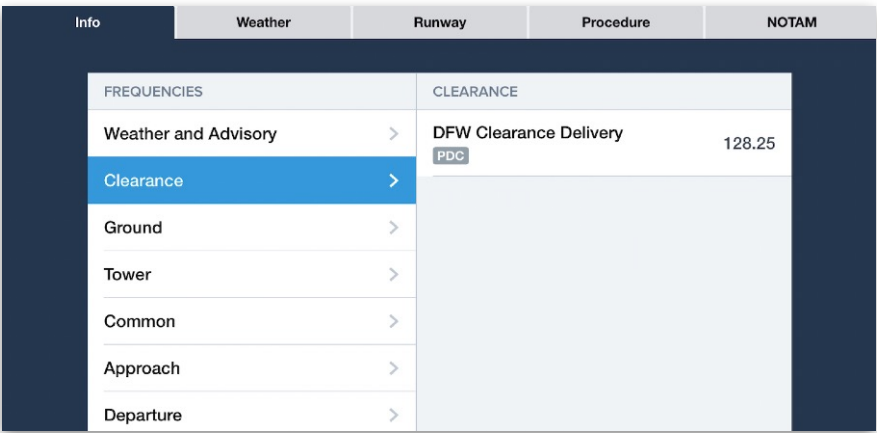 Info
Weather
Runway
Procedure
NOTAM
FREQUENCIES
CLEARANCE
Weather and Advisory
DFW Clearance Delivery
128.25
PDC
Clearance
Ground
Tower
Common
Approach
Departure